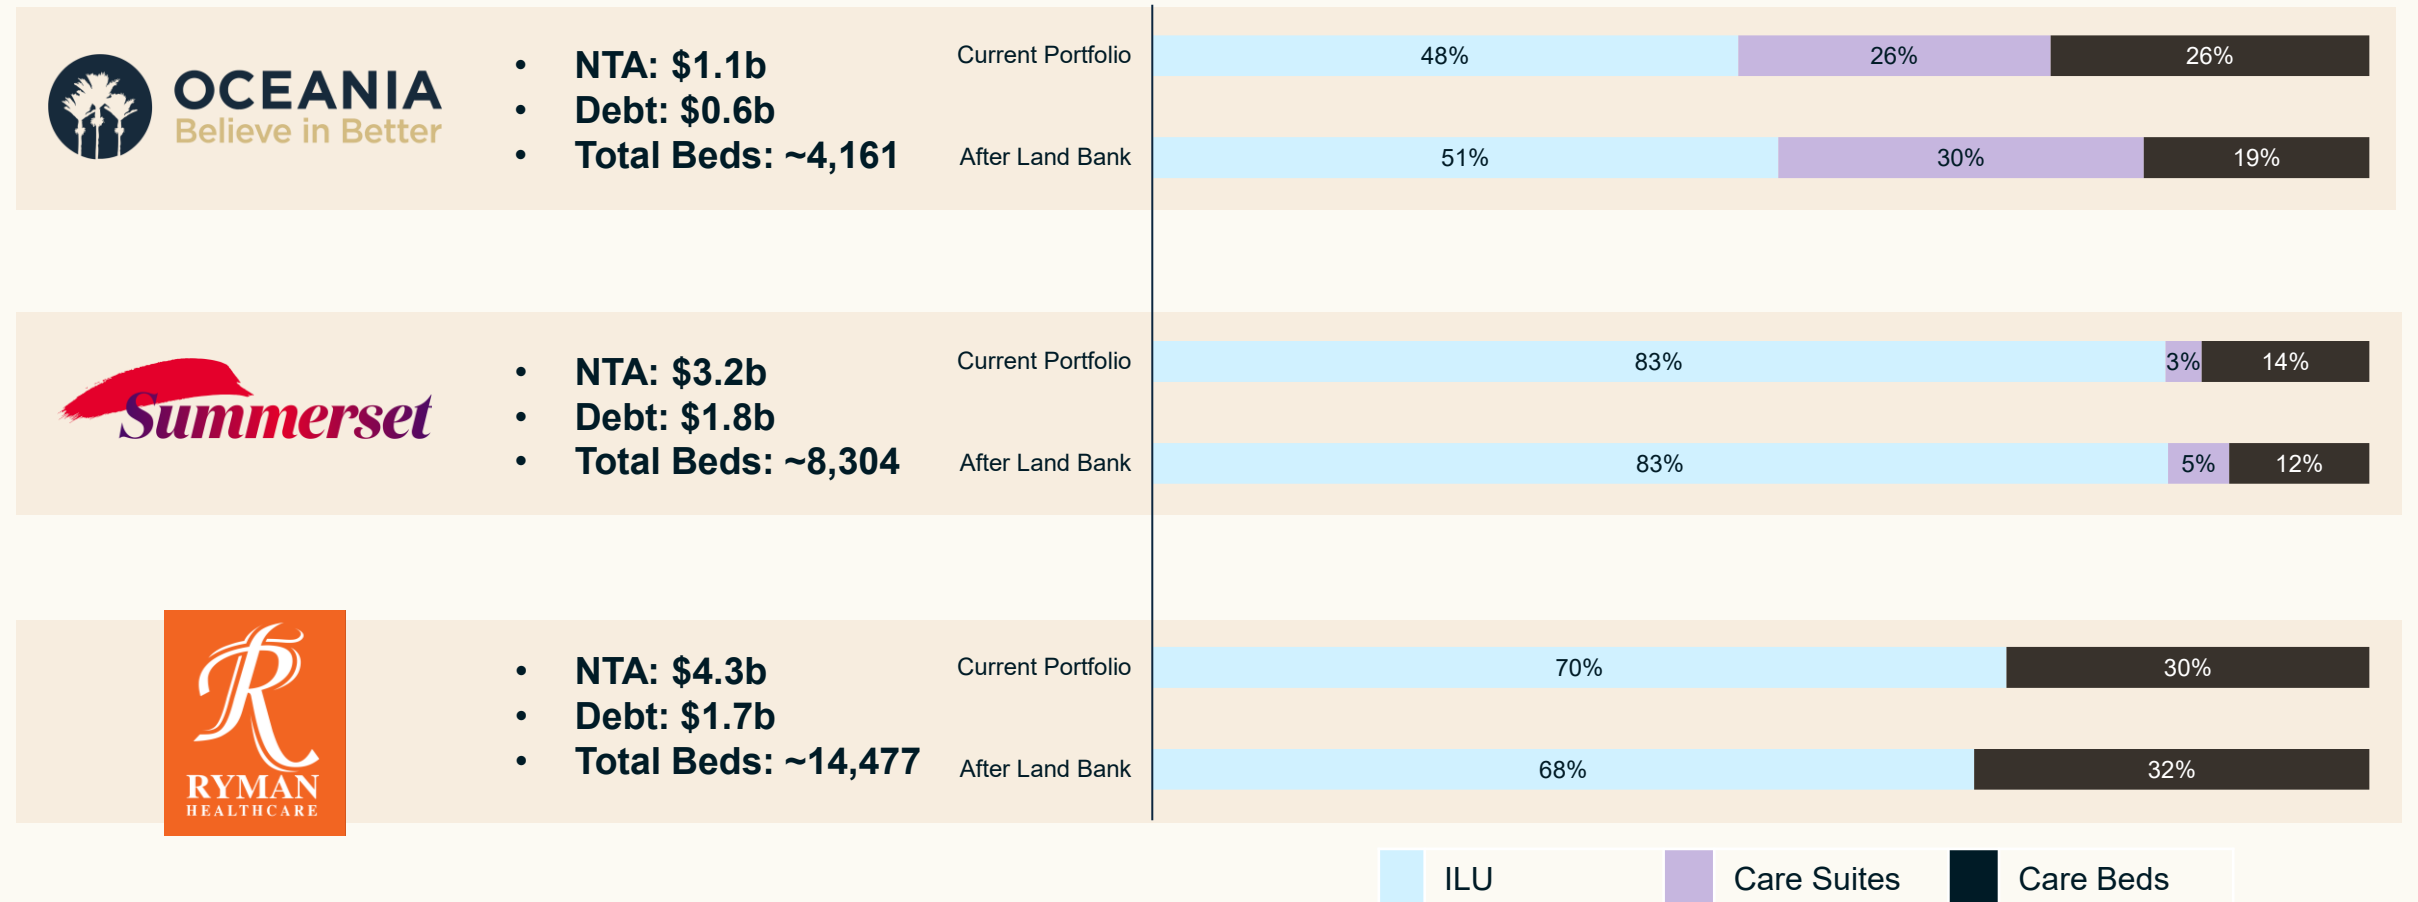 OCEANIA
Believe in Better
• NTA: $1.1b
• Debt: $0.6b
• Total Beds: ~4,161
Current Portfolio 48% 26% 26%
After Land Bank 51% 30% 19%
Summerset
• NTA: $3.2b
• Debt: $1.8b
• Total Beds: ~8,304
Current Portfolio 83% 3% 14%
After Land Bank 83% 5% 12%
R
RYMAN
HEALTHCARE
• NTA: $4.3b
• Debt: $1.7b
• Total Beds: ~14,477
Current Portfolio 70% 30%
After Land Bank 68% 32%
ILU Care Suites Care Beds